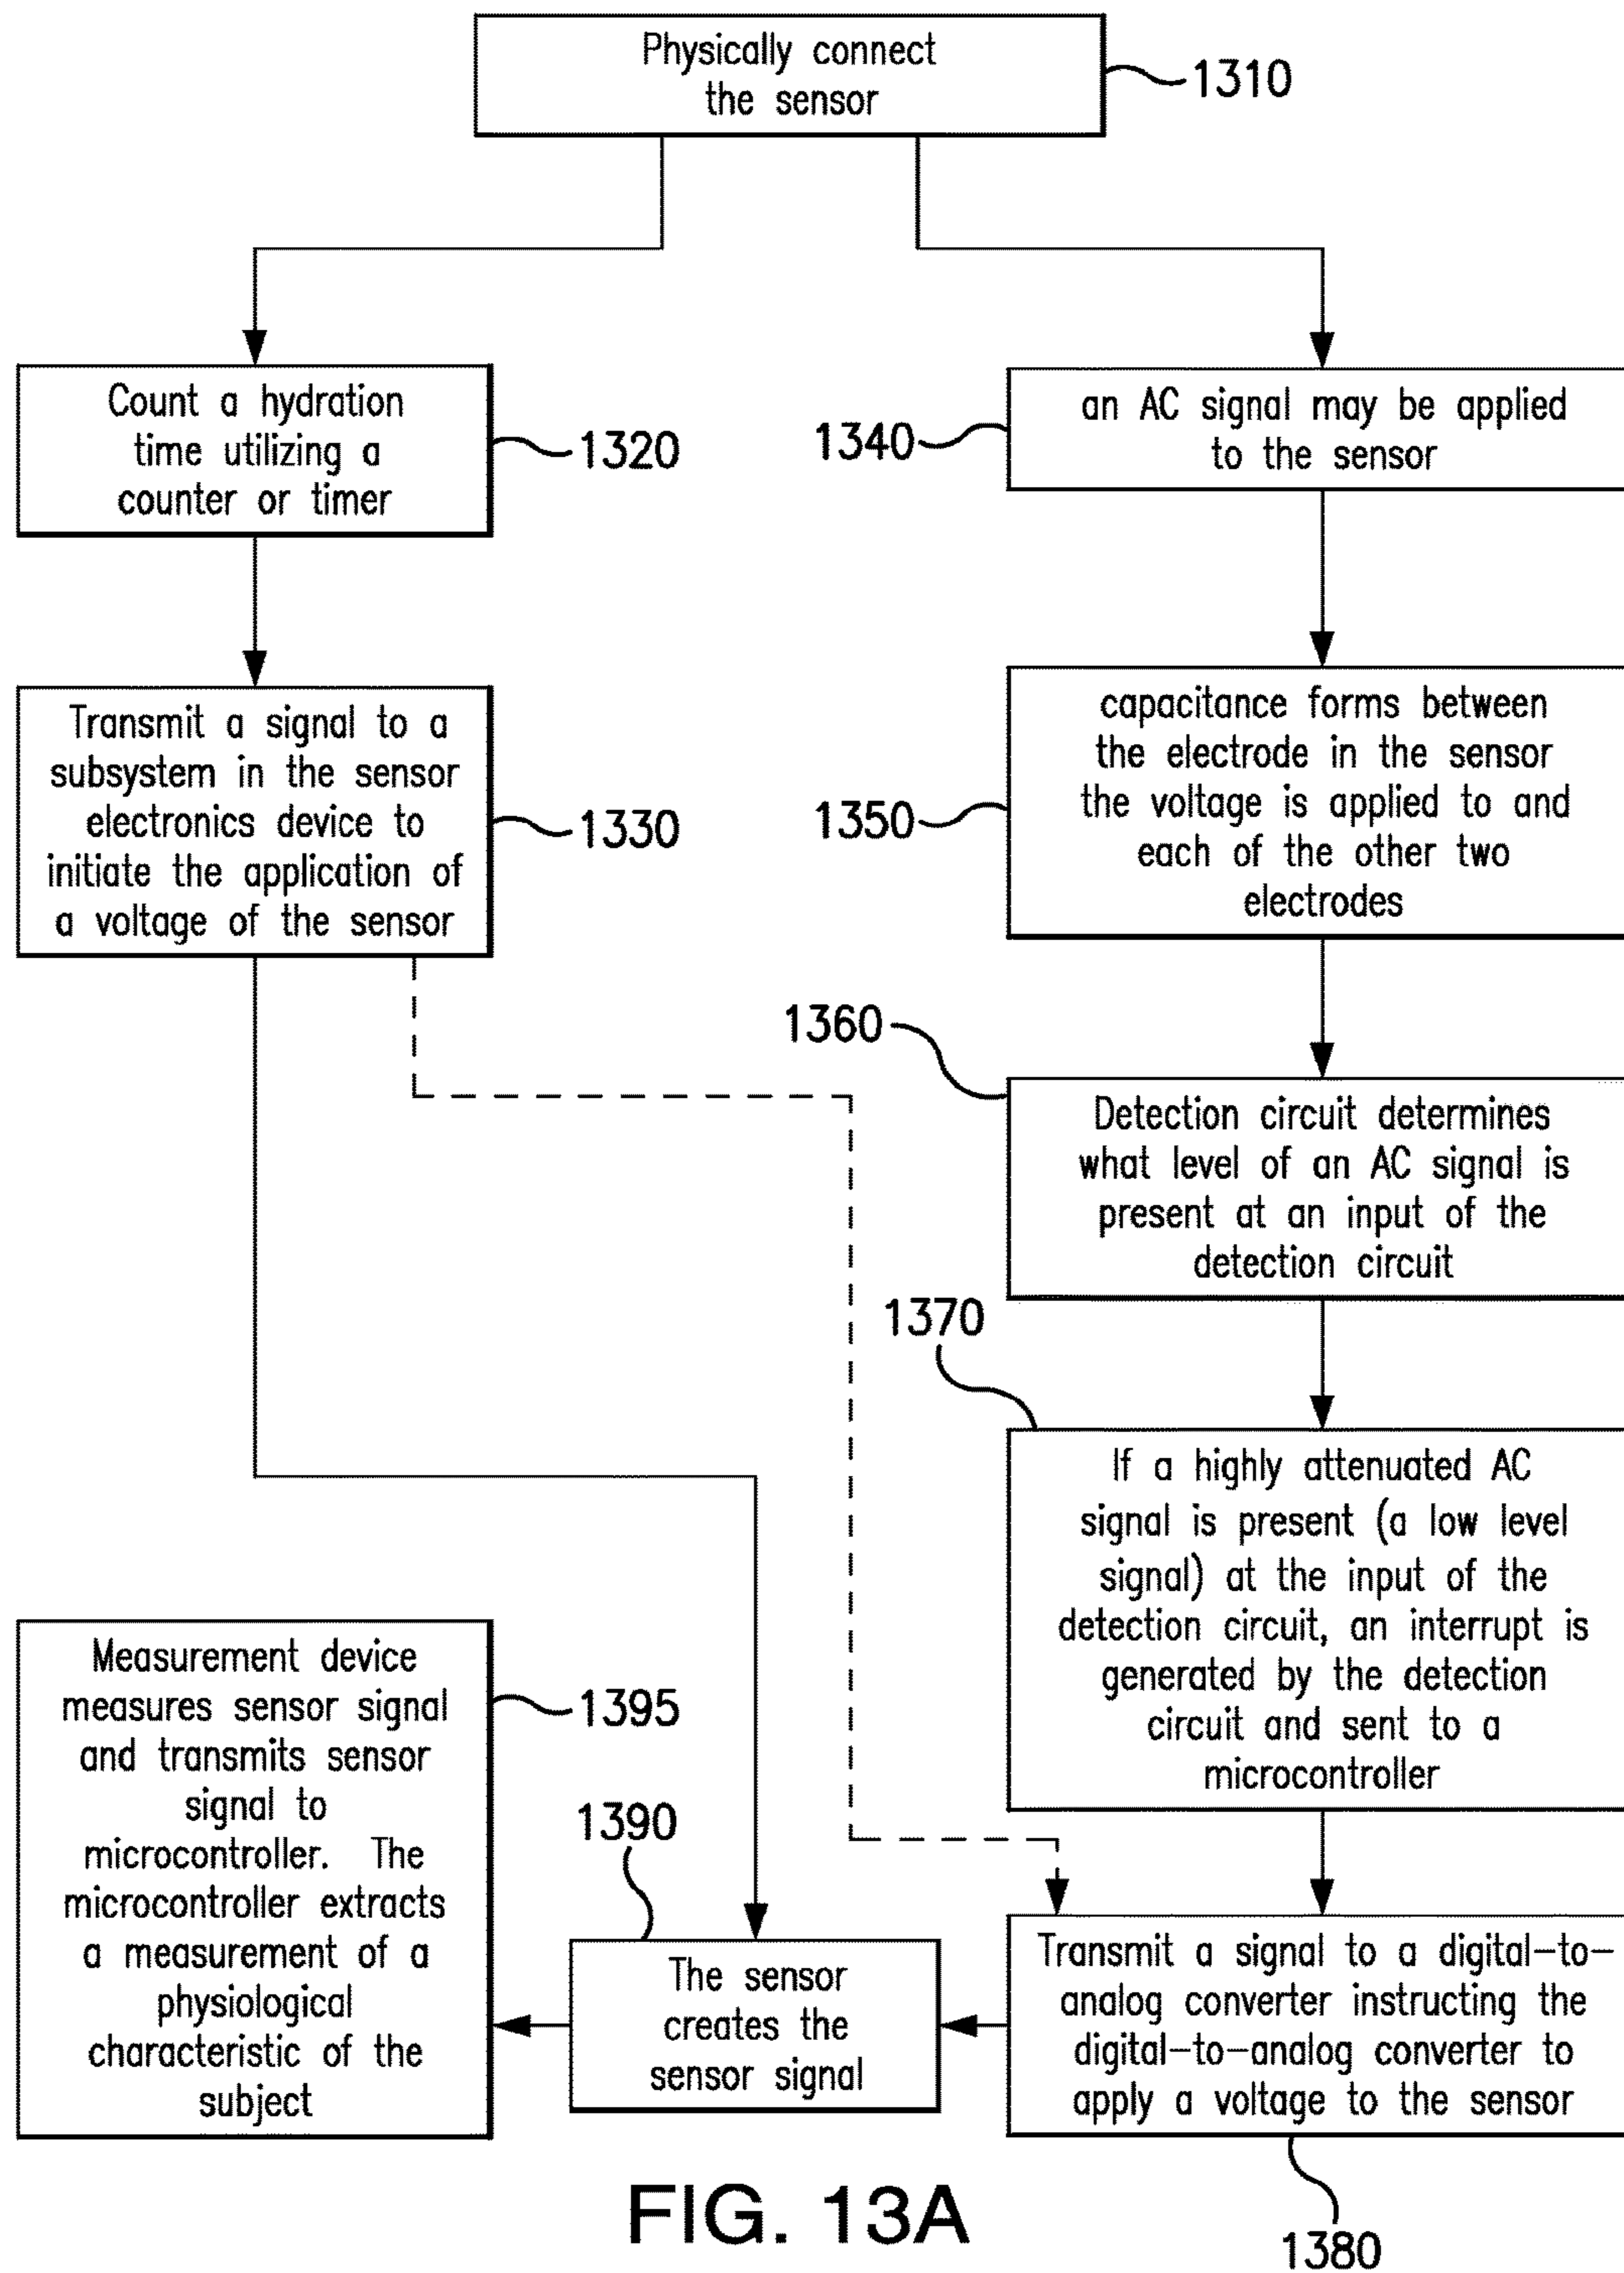 Physically connect
the sensor
1310
Count a hydration
time utilizing a
counter or timer
1320
1340
an AC signal may be applied
to the sensor
Transmit a signal to a
subsystem in the sensor
electronics device to
initiate the application of
a voltage of the sensor
1330
1350
capacitance forms between
the electrode in the sensor
the voltage is applied to and
each of the other two
electrodes
1360
Detection circuit determines
what level of an AC signal is
present at an input of the
detection circuit
1370
If a highly attenuated AC
signal is present (a low level
signal) at the input of the
detection circuit, an interrupt is
generated by the detection
circuit and sent to a
microcontroller
Measurement device
measures sensor signal
and transmits sensor
signal to
microcontroller. The
microcontroller extracts
a measurement of a
physiological
characteristic of the
subject
1395
1390
The sensor
creates the
sensor signal
Transmit a signal to a digital-to-
analog converter instructing the
digital-to-analog converter to
apply a voltage to the sensor
1380
FIG. 13A